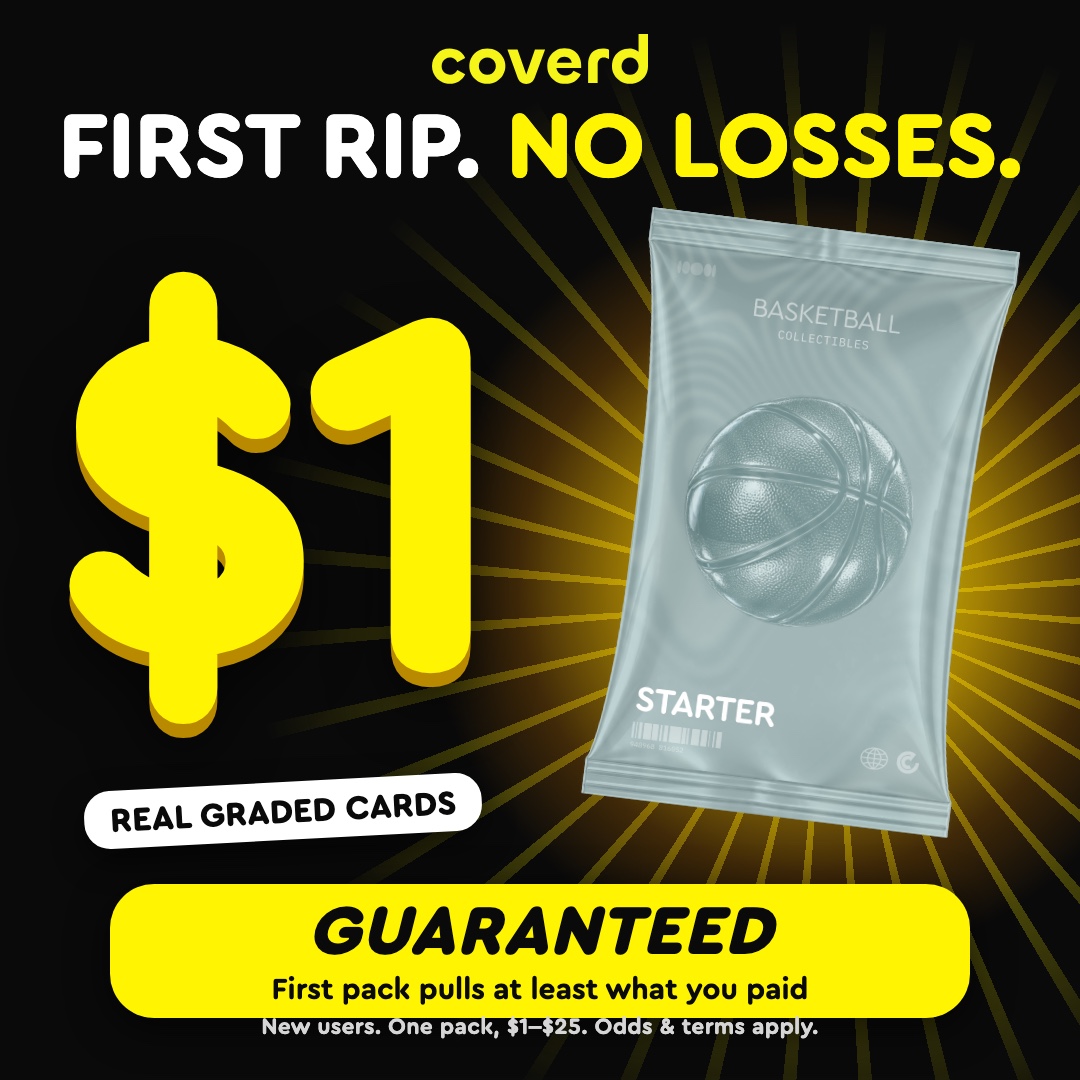 coverd
FIRST RIP. NO LOSSES.
BASKETBALL
COLLECTIBLES
$1
STARTER
REAL GRADED CARDS
GUARANTEED
First pack pulls at least what you paid
New users. One pack, $1–$25. Odds & terms apply.